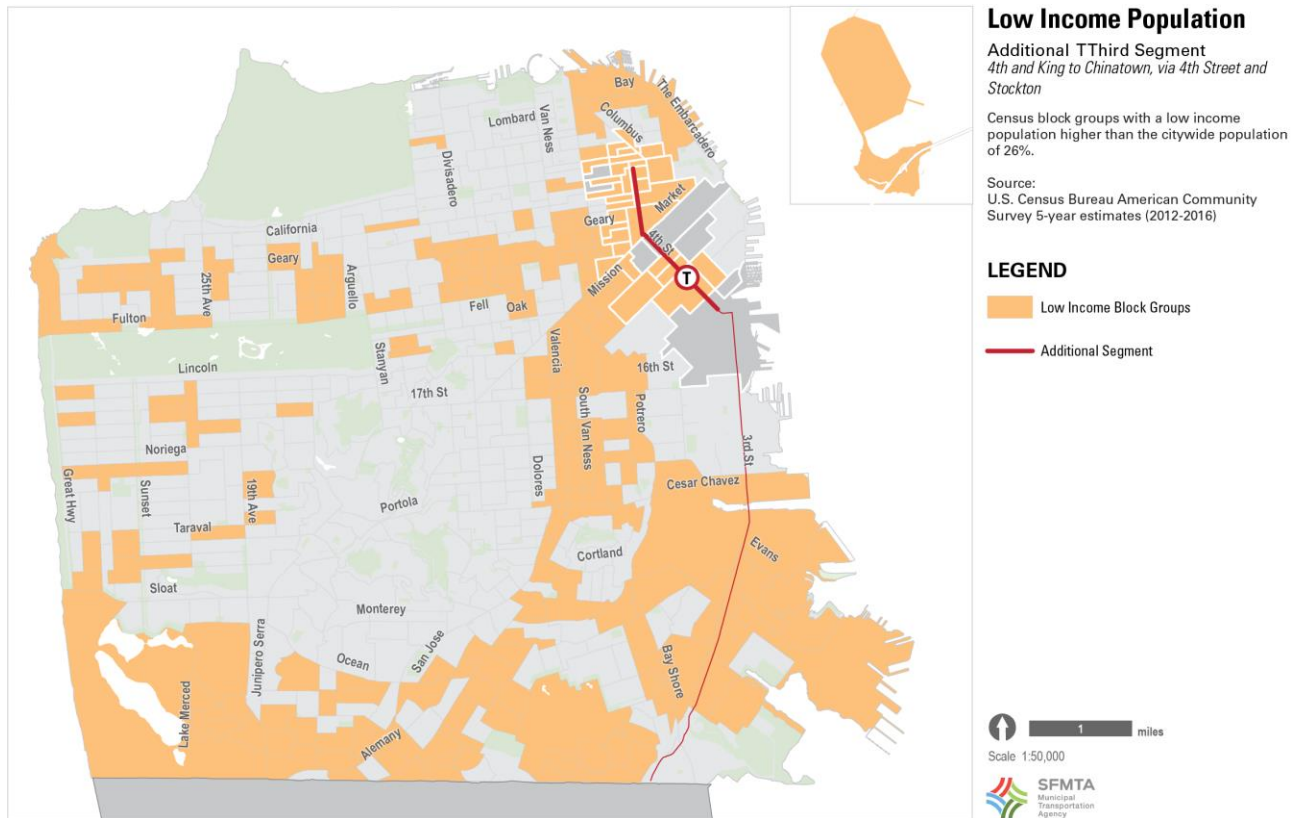 Low Income Population
Additional TThird Segment
4th and King to Chinatown, via 4th Street and
Stockton
Census block groups with a low income
population higher than the citywide population
of 26%.
Source:
U.S. Census Bureau American Community
Survey 5-year estimates (2012-2016)
LEGEND
Low Income Block Groups
Additional Segment
1 miles
Scale 1:50,000
SFMTA
Municipal
Transportation
Agency
Bay
The Embarcadero
Columbus
Lombard
Van Ness
Divisadero
Market
Geary
4th St
T
Mission
California
Geary
Arguello
25th Ave
Fulton
Fell
Oak
Valencia
Stanyan
Lincoln
16th St
17th St
South Van Ness
Potrero
3rd St
Noriega
Dolores
Cesar Chavez
Great Hwy
Sunset
19th Ave
Portola
Taraval
Evans
Cortland
Sloat
Monterey
Junipero Serra
Ocean
San Jose
Bay Shore
Lake Merced
Alemany